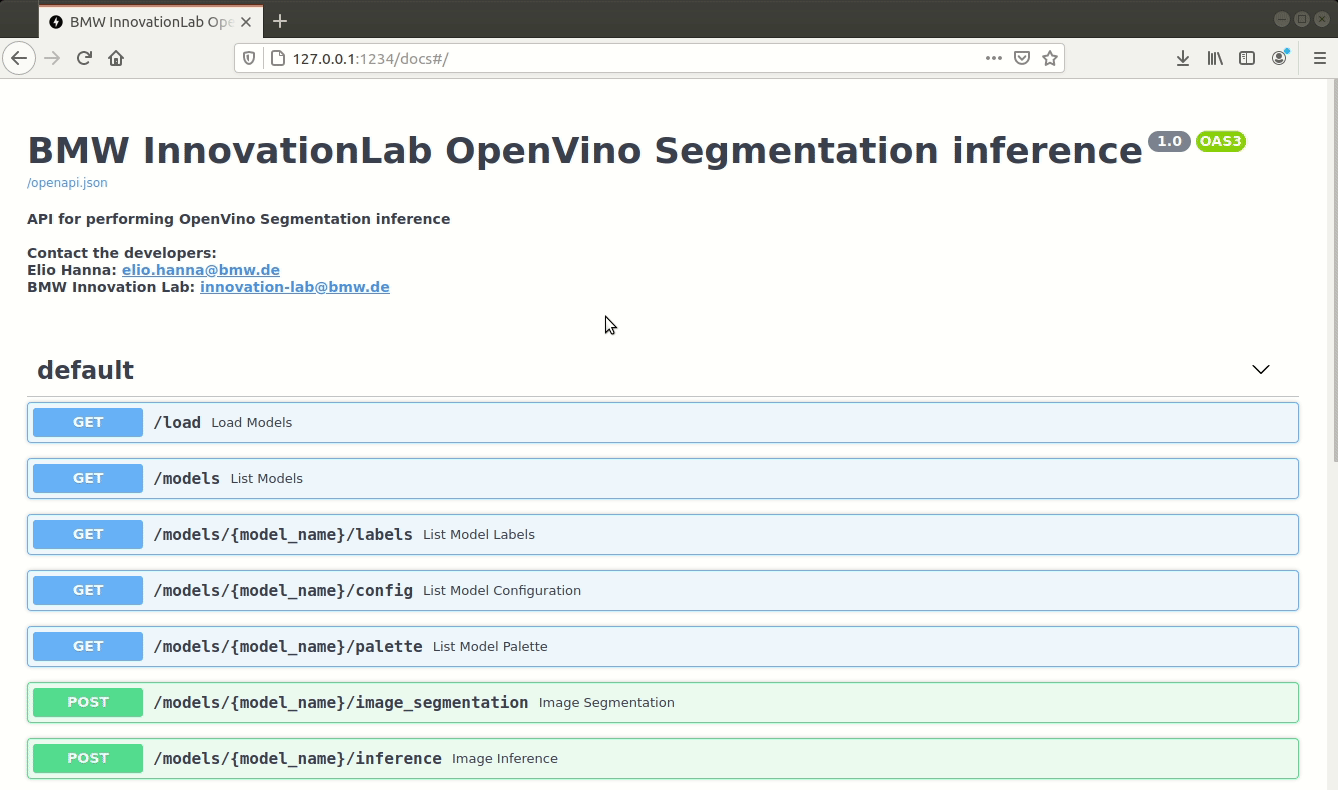 BMW InnovationLab Ope
127.0.0.1:1234/docs#/
BMW InnovationLab OpenVino Segmentation inference 1.0 OAS3
/openapi.json
API for performing OpenVino Segmentation inference
Contact the developers:
Elio Hanna: elio.hanna@bmw.de
BMW Innovation Lab: innovation-lab@bmw.de
default
GET /load Load Models
GET /models List Models
GET /models/{model_name}/labels List Model Labels
GET /models/{model_name}/config List Model Configuration
GET /models/{model_name}/palette List Model Palette
POST /models/{model_name}/image_segmentation Image Segmentation
POST /models/{model_name}/inference Image Inference